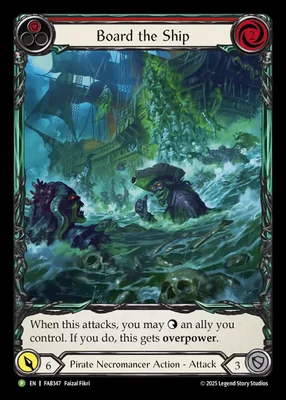 Board the Ship
When this attacks, you may an ally you
control. If you do, this gets overpower.
6
Pirate Necromancer Action - Attack
3
P EN FAB347 Faizal Fikri
© 2025 Legend Story Studios